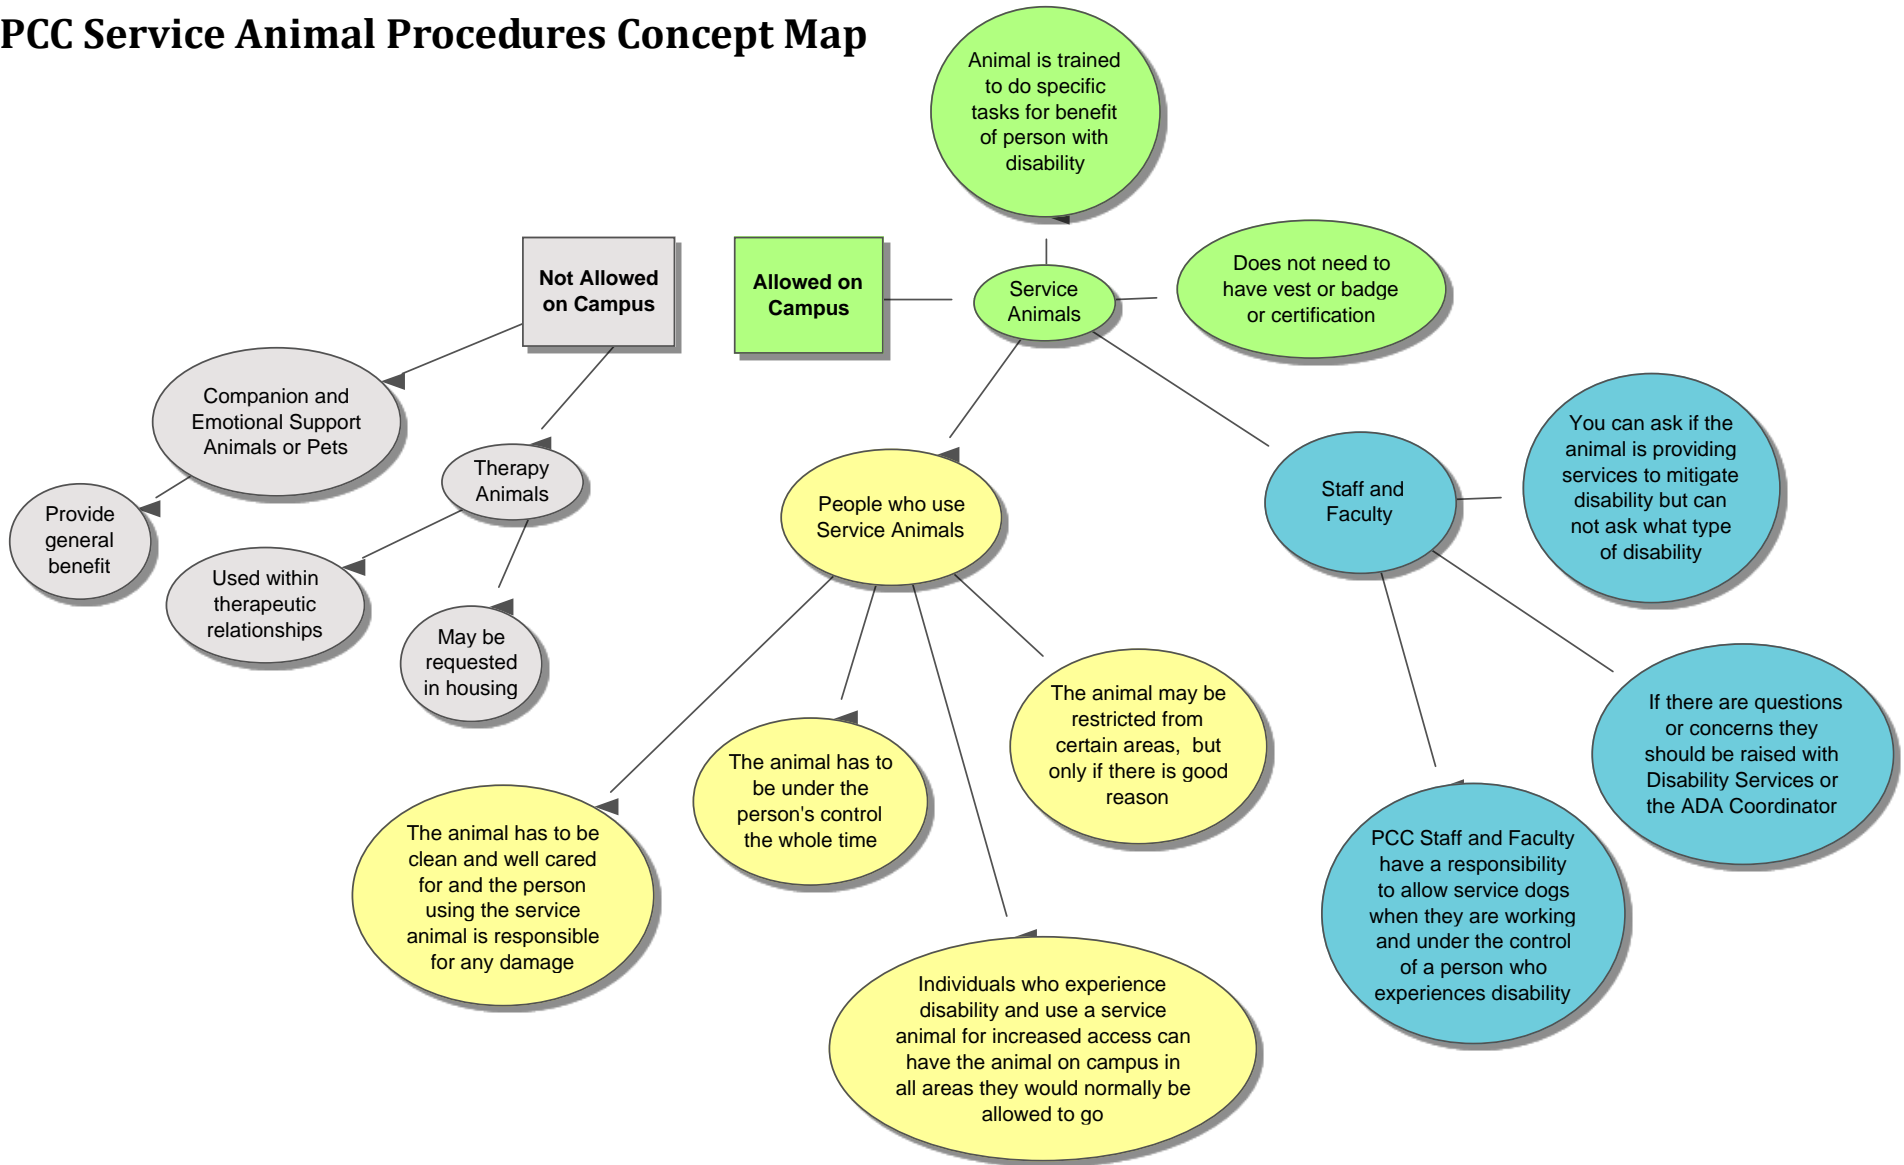 PCC Service Animal Procedures Concept Map
Animal is trained
to do specific
tasks for benefit
of person with
disability
Not Allowed
on Campus
Allowed on
Campus
Service
Animals
Does not need to
have vest or badge
or certification
Companion and
Emotional Support
Animals or Pets
Therapy
Animals
Provide
general
benefit
Used within
therapeutic
relationships
May be
requested
in housing
People who use
Service Animals
Staff and
Faculty
You can ask if the
animal is providing
services to mitigate
disability but can
not ask what type
of disability
The animal has to be
clean and well cared
for and the person
using the service
animal is responsible
for any damage
The animal has to
be under the
person's control
the whole time
The animal may be
restricted from
certain areas,  but
only if there is good
reason
Individuals who experience
disability and use a service
animal for increased access can
have the animal on campus in
all areas they would normally be
allowed to go
If there are questions
or concerns they
should be raised with
Disability Services or
the ADA Coordinator
PCC Staff and Faculty
have a responsibility
to allow service dogs
when they are working
and under the control
of a person who
experiences disability